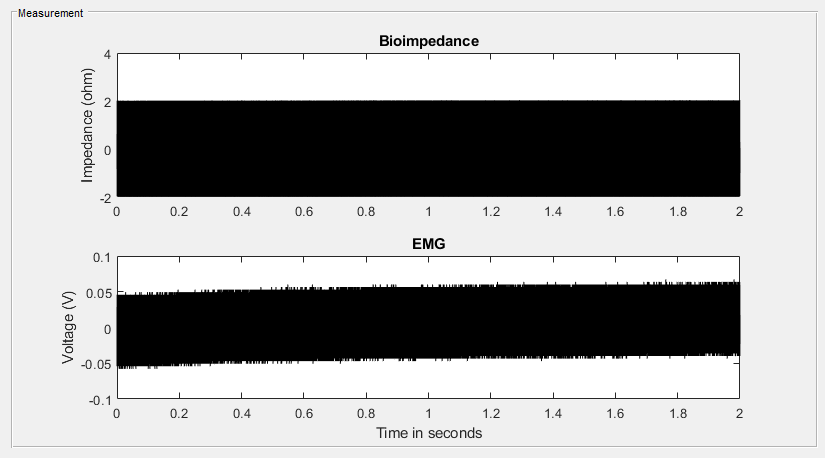 Measurement
Bioimpedance
4
2
0
-2
Impedance (ohm)
0 0.2 0.4 0.6 0.8 1 1.2 1.4 1.6 1.8 2
EMG
0.1
0.05
0
-0.05
-0.1
Voltage (V)
0 0.2 0.4 0.6 0.8 1 1.2 1.4 1.6 1.8 2
Time in seconds